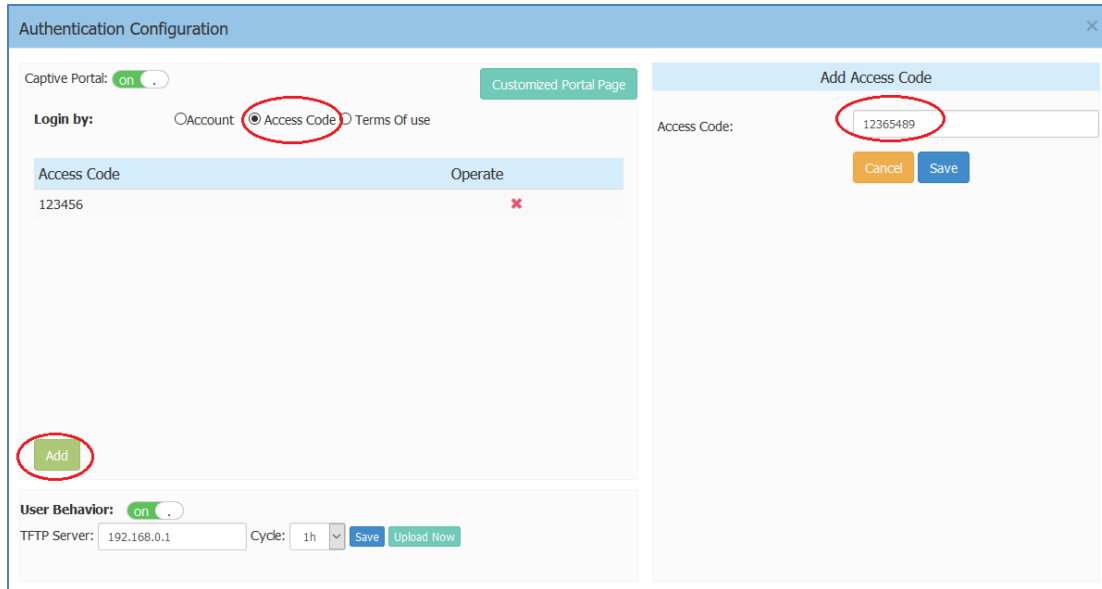 Authentication Configuration
Captive Portal: on .
Customized Portal Page
Login by: Account Access Code Terms Of use
Access Code Operate
123456
Add
User Behavior: on .
TFTP Server: 192.168.0.1 Cycle: 1h Save Upload Now
Add Access Code
Access Code: 12365489
Cancel Save